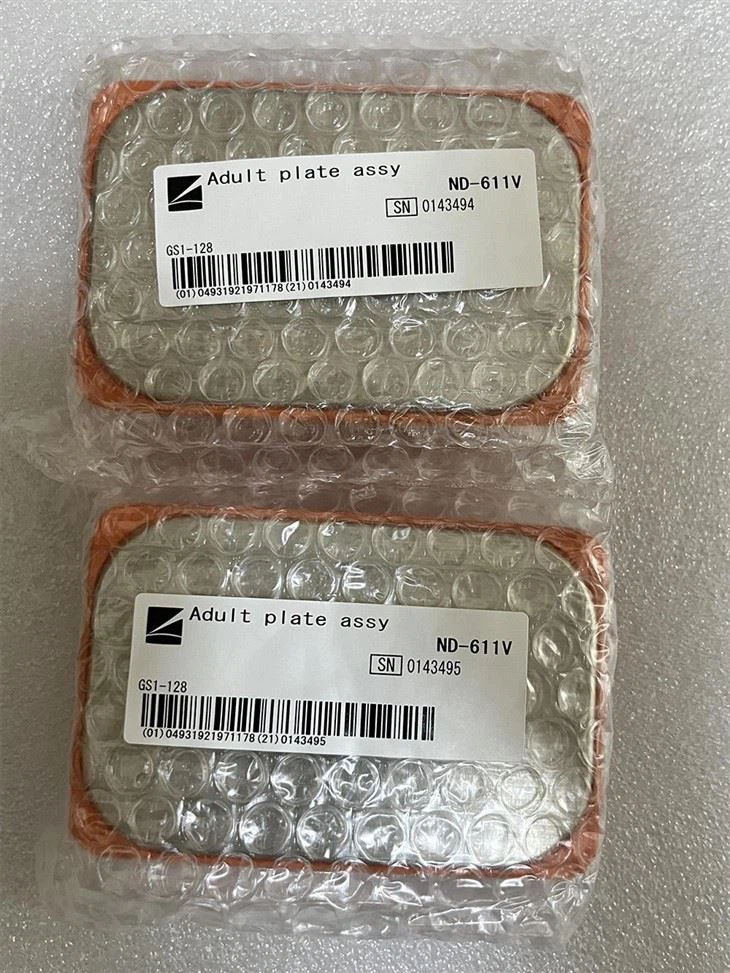 Adult plate assy
ND-611V
SN 0143494
GS1-128
(01)04931921971178(21)0143494
Adult plate assy
ND-611V
SN 0143495
GS1-128
(01)04931921971178(21)0143495